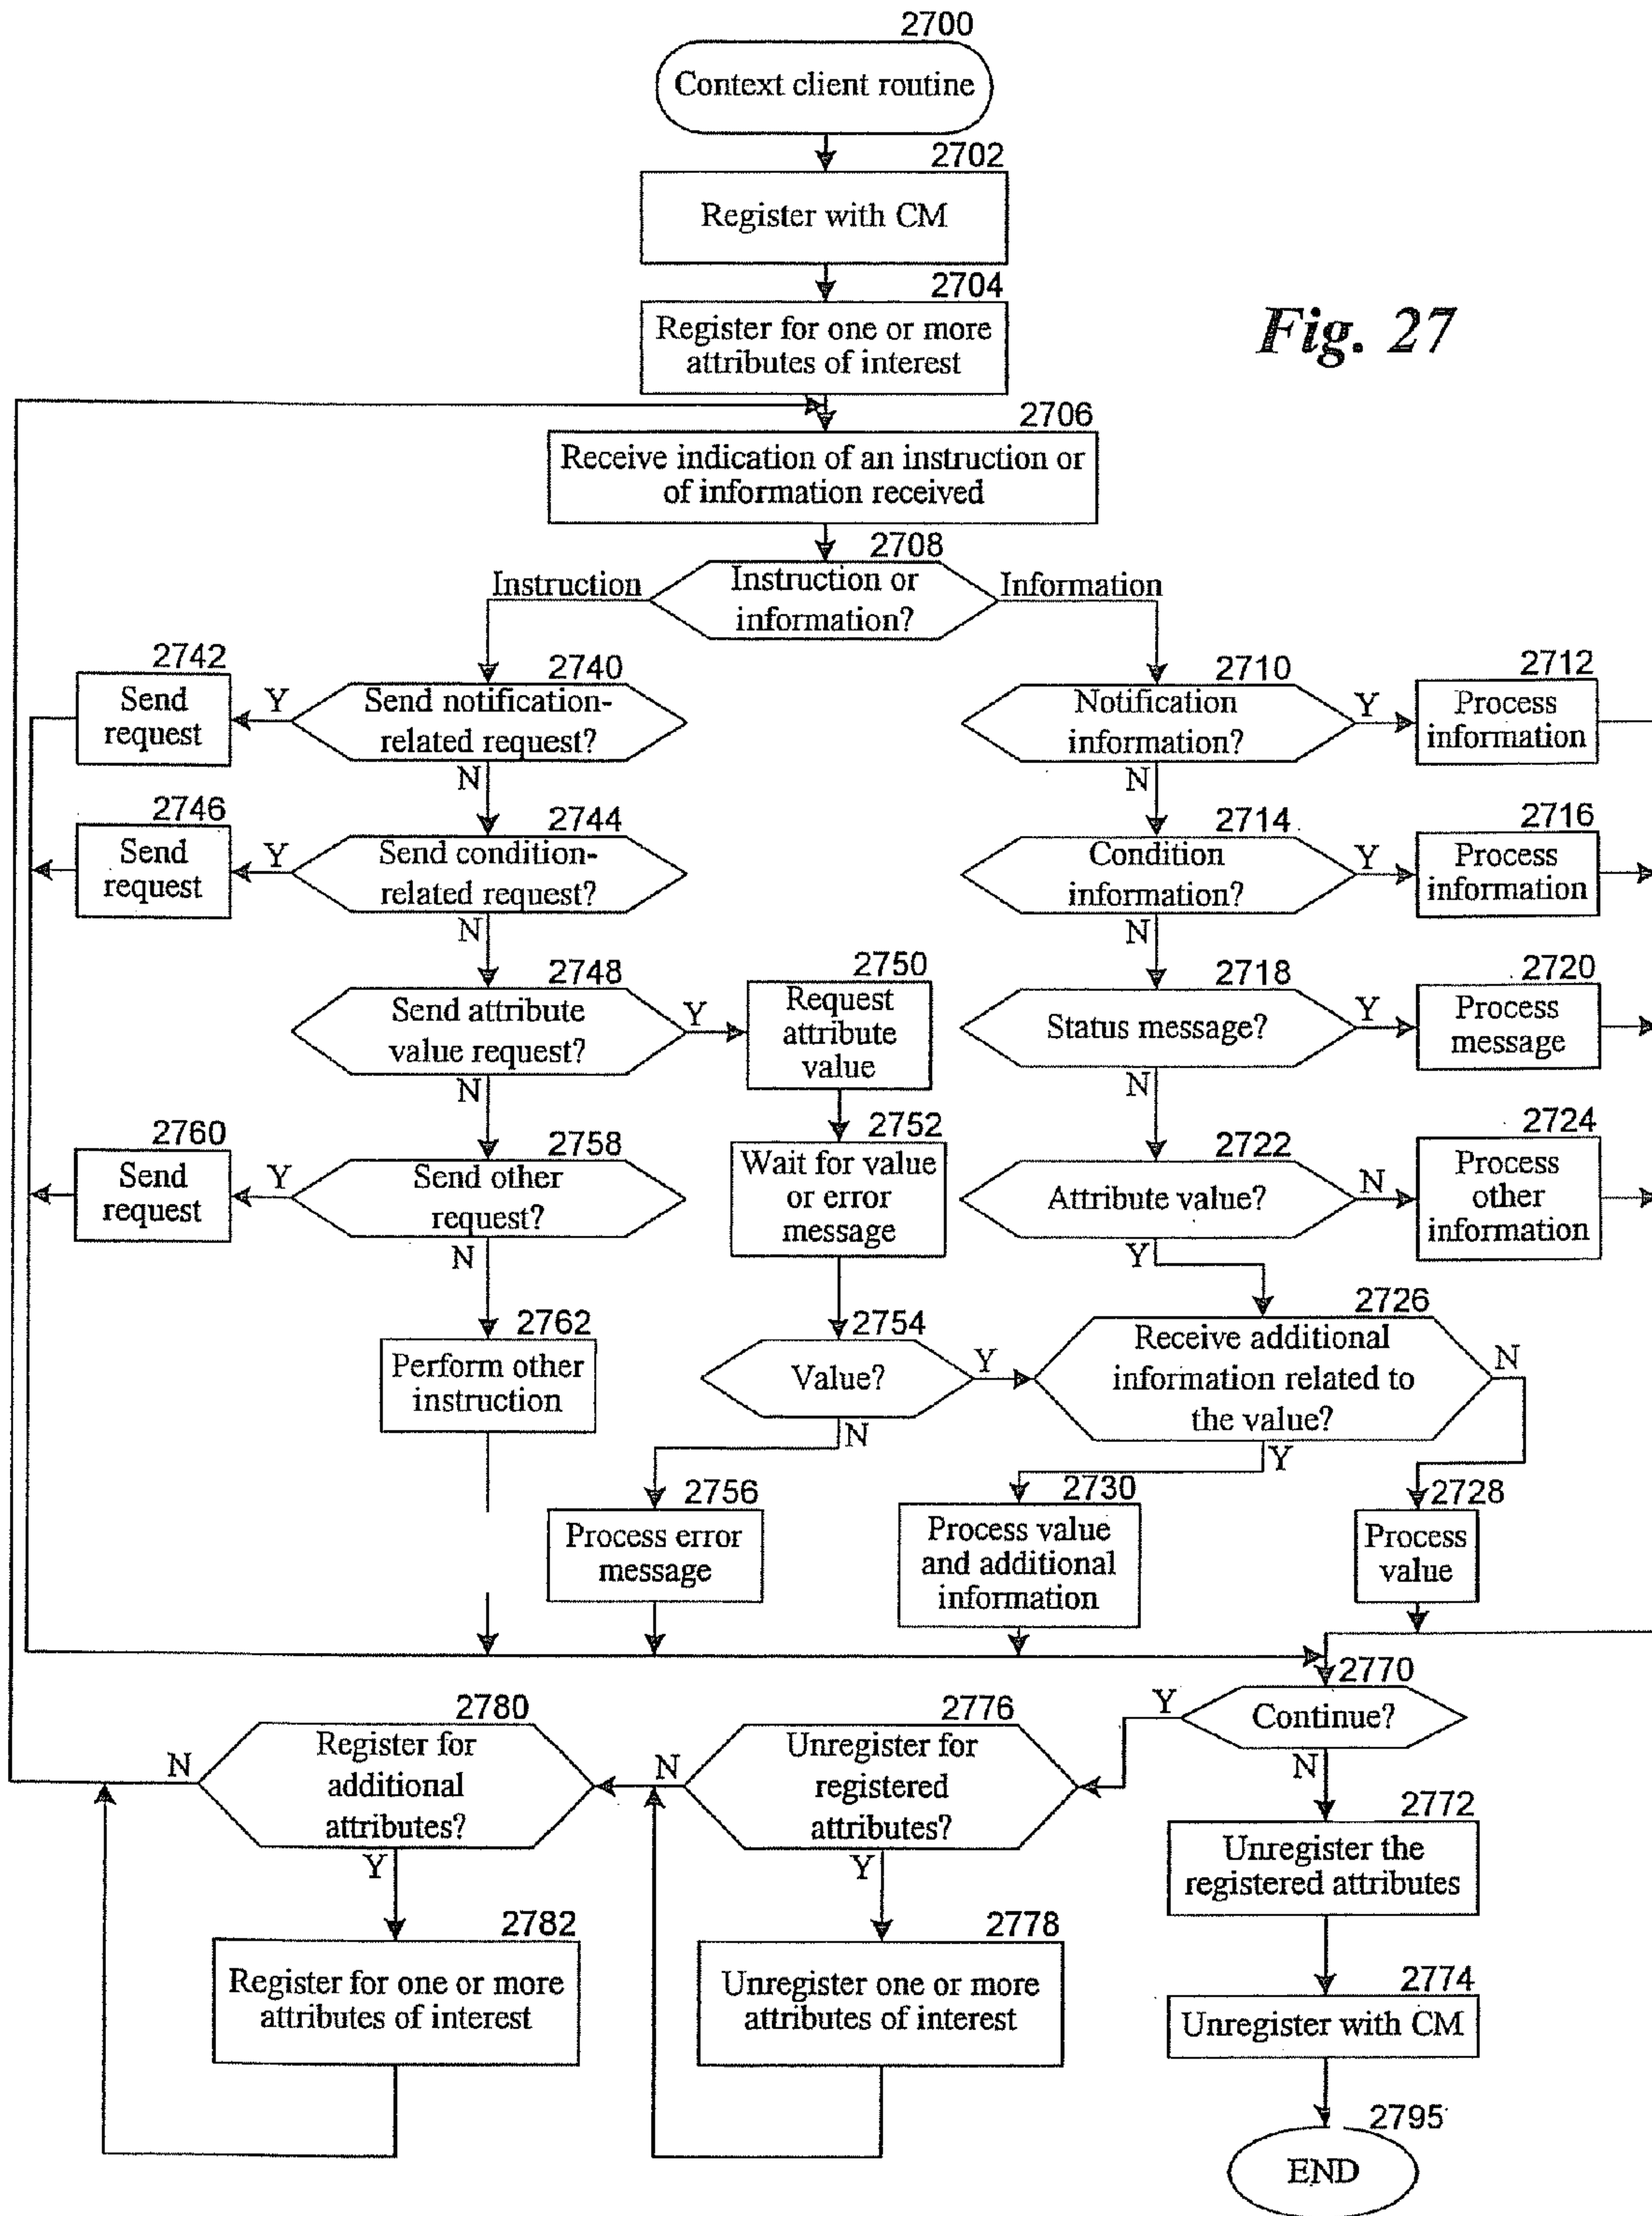 2700
Context client routine
2702
Register with CM
2704
Register for one or more
attributes of interest
Fig. 27
2706
Receive indication of an instruction or
of information received
2708
Instruction
Instruction or
information?
Information
2742
Send
request
Y
2740
Send notification-
related request?
N
2710
Notification
information?
Y
N
2712
Process
information
2746
Send
request
Y
2744
Send condition-
related request?
N
2714
Condition
information?
Y
N
2716
Process
information
2748
Send attribute
value request?
Y
N
2750
Request
attribute
value
2718
Status message?
Y
N
2720
Process
message
2760
Send
request
Y
2758
Send other
request?
N
2752
Wait for value
or error
message
2722
Attribute value?
N
Y
2724
Process
other
information
2762
Perform other
instruction
2754
Value?
Y
N
2726
Receive additional
information related to
the value?
N
Y
2756
Process error
message
2730
Process value
and additional
information
2728
Process
value
2770
Continue?
Y
N
2780
Register for
additional
attributes?
N
Y
2776
Unregister for
registered
attributes?
N
Y
2772
Unregister the
registered attributes
2782
Register for one or more
attributes of interest
2778
Unregister one or more
attributes of interest
2774
Unregister with CM
2795
END